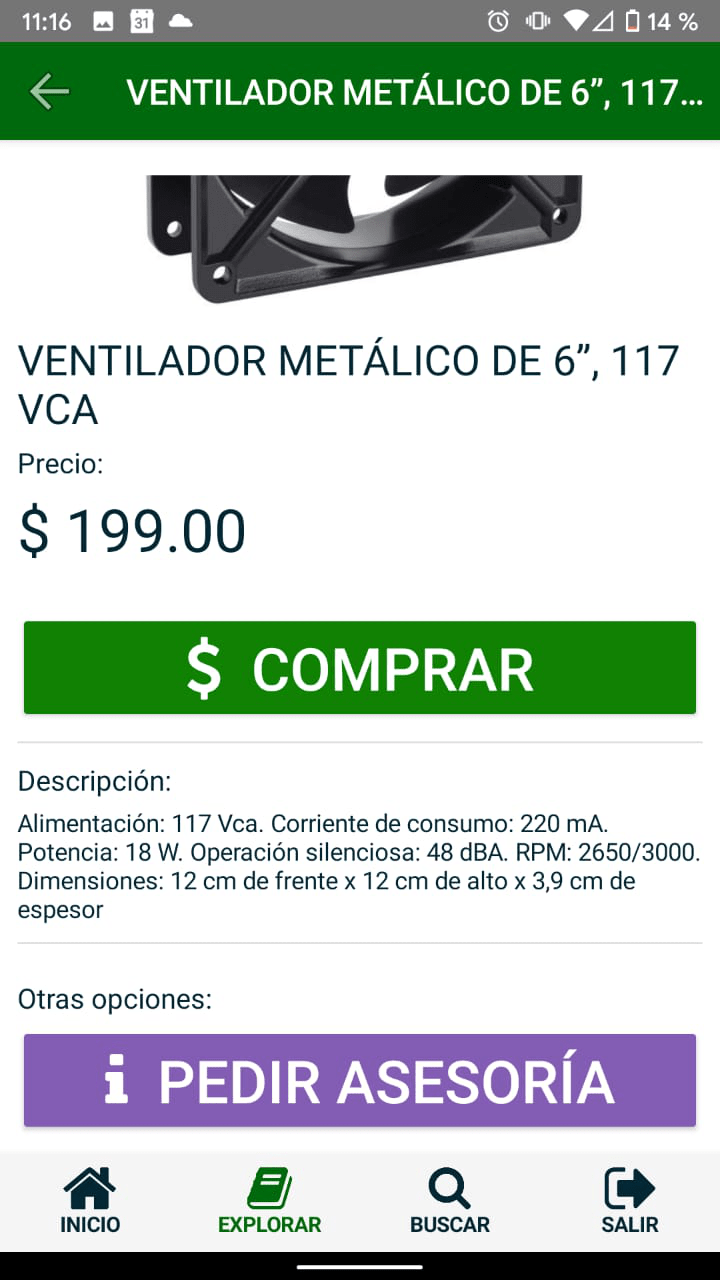 11:16
31
14 %
VENTILADOR METÁLICO DE 6”, 117...
VENTILADOR METÁLICO DE 6”, 117
VCA
Precio:
$ 199.00
$ COMPRAR
Descripción:
Alimentación: 117 Vca. Corriente de consumo: 220 mA.
Potencia: 18 W. Operación silenciosa: 48 dBA. RPM: 2650/3000.
Dimensiones: 12 cm de frente x 12 cm de alto x 3,9 cm de
espesor
Otras opciones:
PEDIR ASESORÍA
INICIO
EXPLORAR
BUSCAR
SALIR